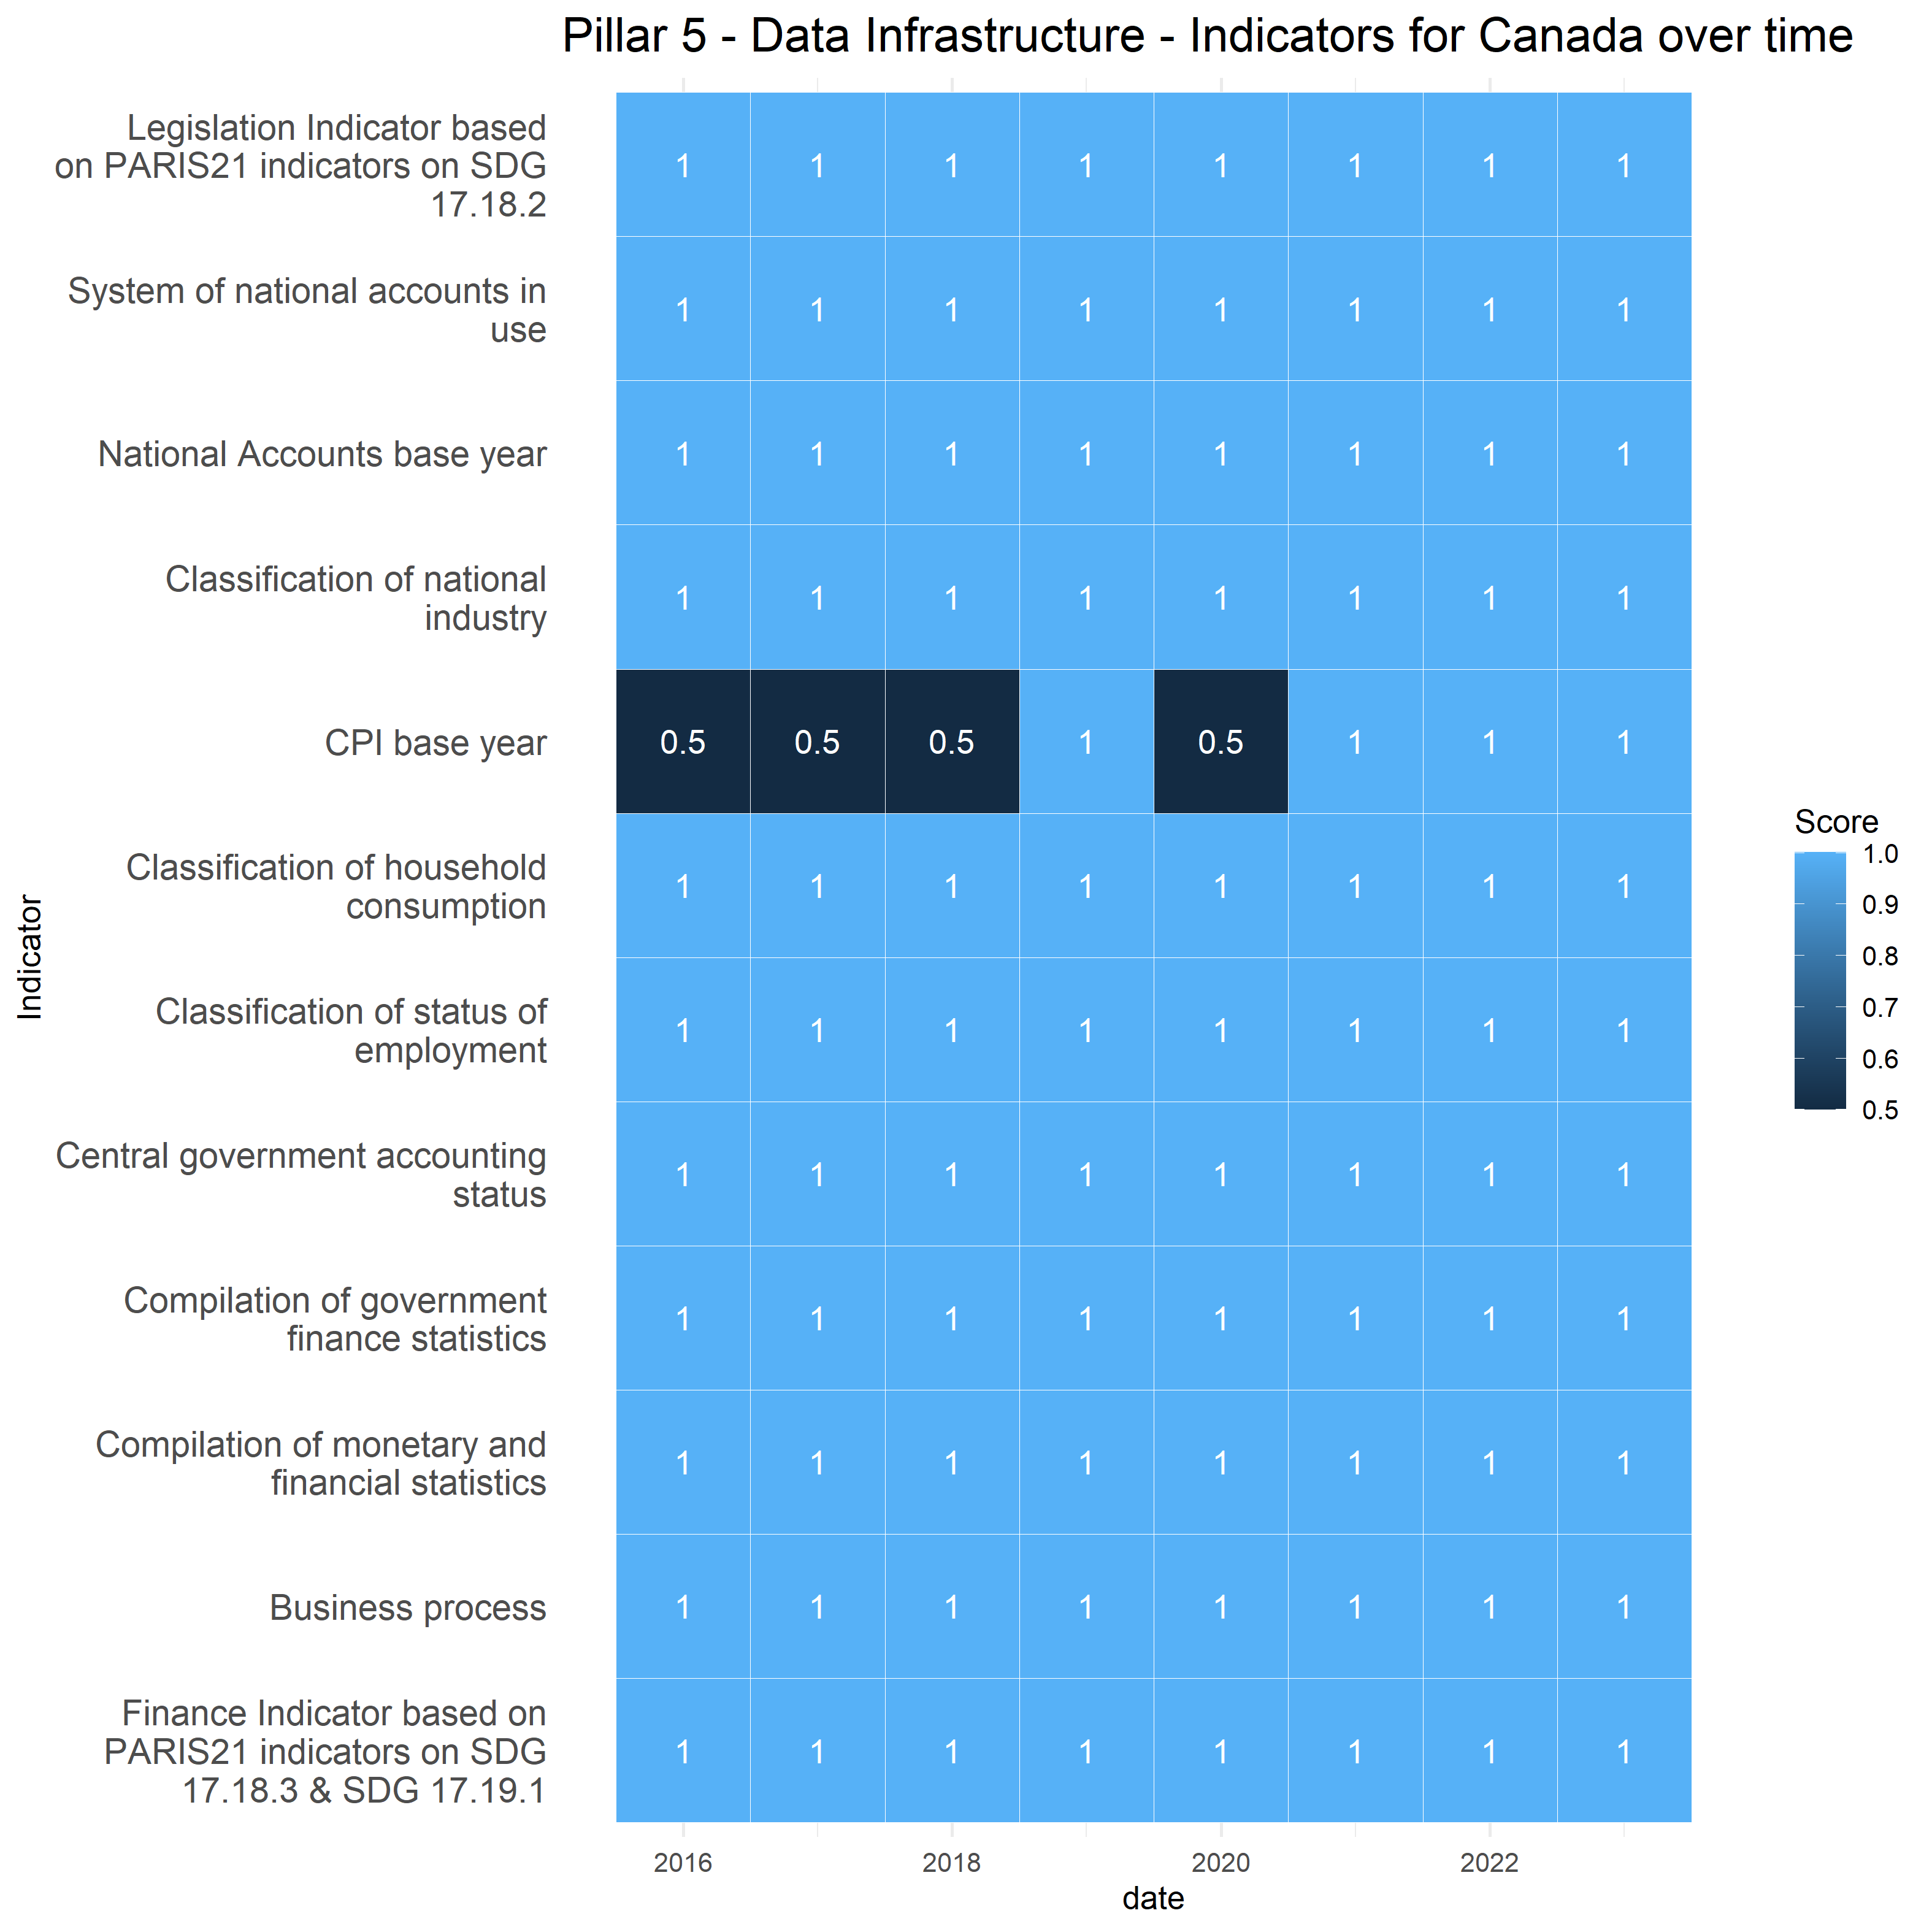 Pillar 5 - Data Infrastructure - Indicators for Canada over time
Legislation Indicator based
on PARIS21 indicators on SDG
17.18.2
1 1 1 1 1 1 1 1
System of national accounts in
use
1 1 1 1 1 1 1 1
National Accounts base year
1 1 1 1 1 1 1 1
Classification of national
industry
1 1 1 1 1 1 1 1
CPI base year
0.5 0.5 0.5 1 0.5 1 1 1
Classification of household
consumption
1 1 1 1 1 1 1 1
Classification of status of
employment
1 1 1 1 1 1 1 1
Central government accounting
status
1 1 1 1 1 1 1 1
Compilation of government
finance statistics
1 1 1 1 1 1 1 1
Compilation of monetary and
financial statistics
1 1 1 1 1 1 1 1
Business process
1 1 1 1 1 1 1 1
Finance Indicator based on
PARIS21 indicators on SDG
17.18.3 & SDG 17.19.1
1 1 1 1 1 1 1 1
2016 2018 2020 2022
date
Indicator
Score
1.0
0.9
0.8
0.7
0.6
0.5